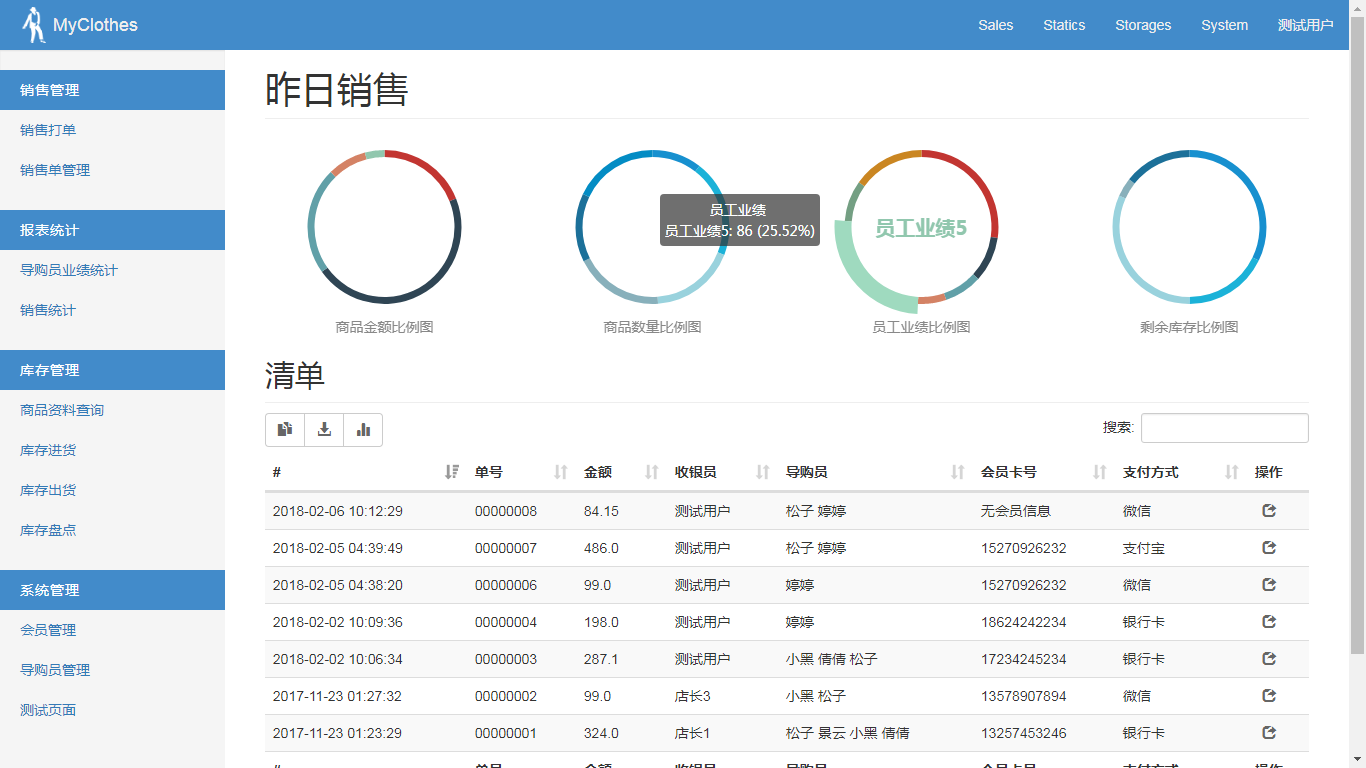 MyClothes
Sales Statics Storages System 测试用户
销售管理
销售打单
销售单管理
报表统计
导购员业绩统计
销售统计
库存管理
商品资料查询
库存进货
库存出货
库存盘点
系统管理
会员管理
导购员管理
测试页面
昨日销售
员工业绩
员工业绩5: 86 (25.52%)
员工业绩5
商品金额比例图 商品数量比例图 员工业绩比例图 剩余库存比例图
清单
搜索:
# 单号 金额 收银员 导购员 会员卡号 支付方式 操作
2018-02-06 10:12:29 00000008 84.15 测试用户 松子 婷婷 无会员信息 微信
2018-02-05 04:39:49 00000007 486.0 测试用户 松子 婷婷 15270926232 支付宝
2018-02-05 04:38:20 00000006 99.0 测试用户 婷婷 15270926232 微信
2018-02-02 10:09:36 00000004 198.0 测试用户 婷婷 18624242234 银行卡
2018-02-02 10:06:34 00000003 287.1 测试用户 小黑 倩倩 松子 17234245234 银行卡
2017-11-23 01:27:32 00000002 99.0 店长3 小黑 松子 13578907894 微信
2017-11-23 01:23:29 00000001 324.0 店长1 松子 景云 小黑 倩倩 13257453246 银行卡